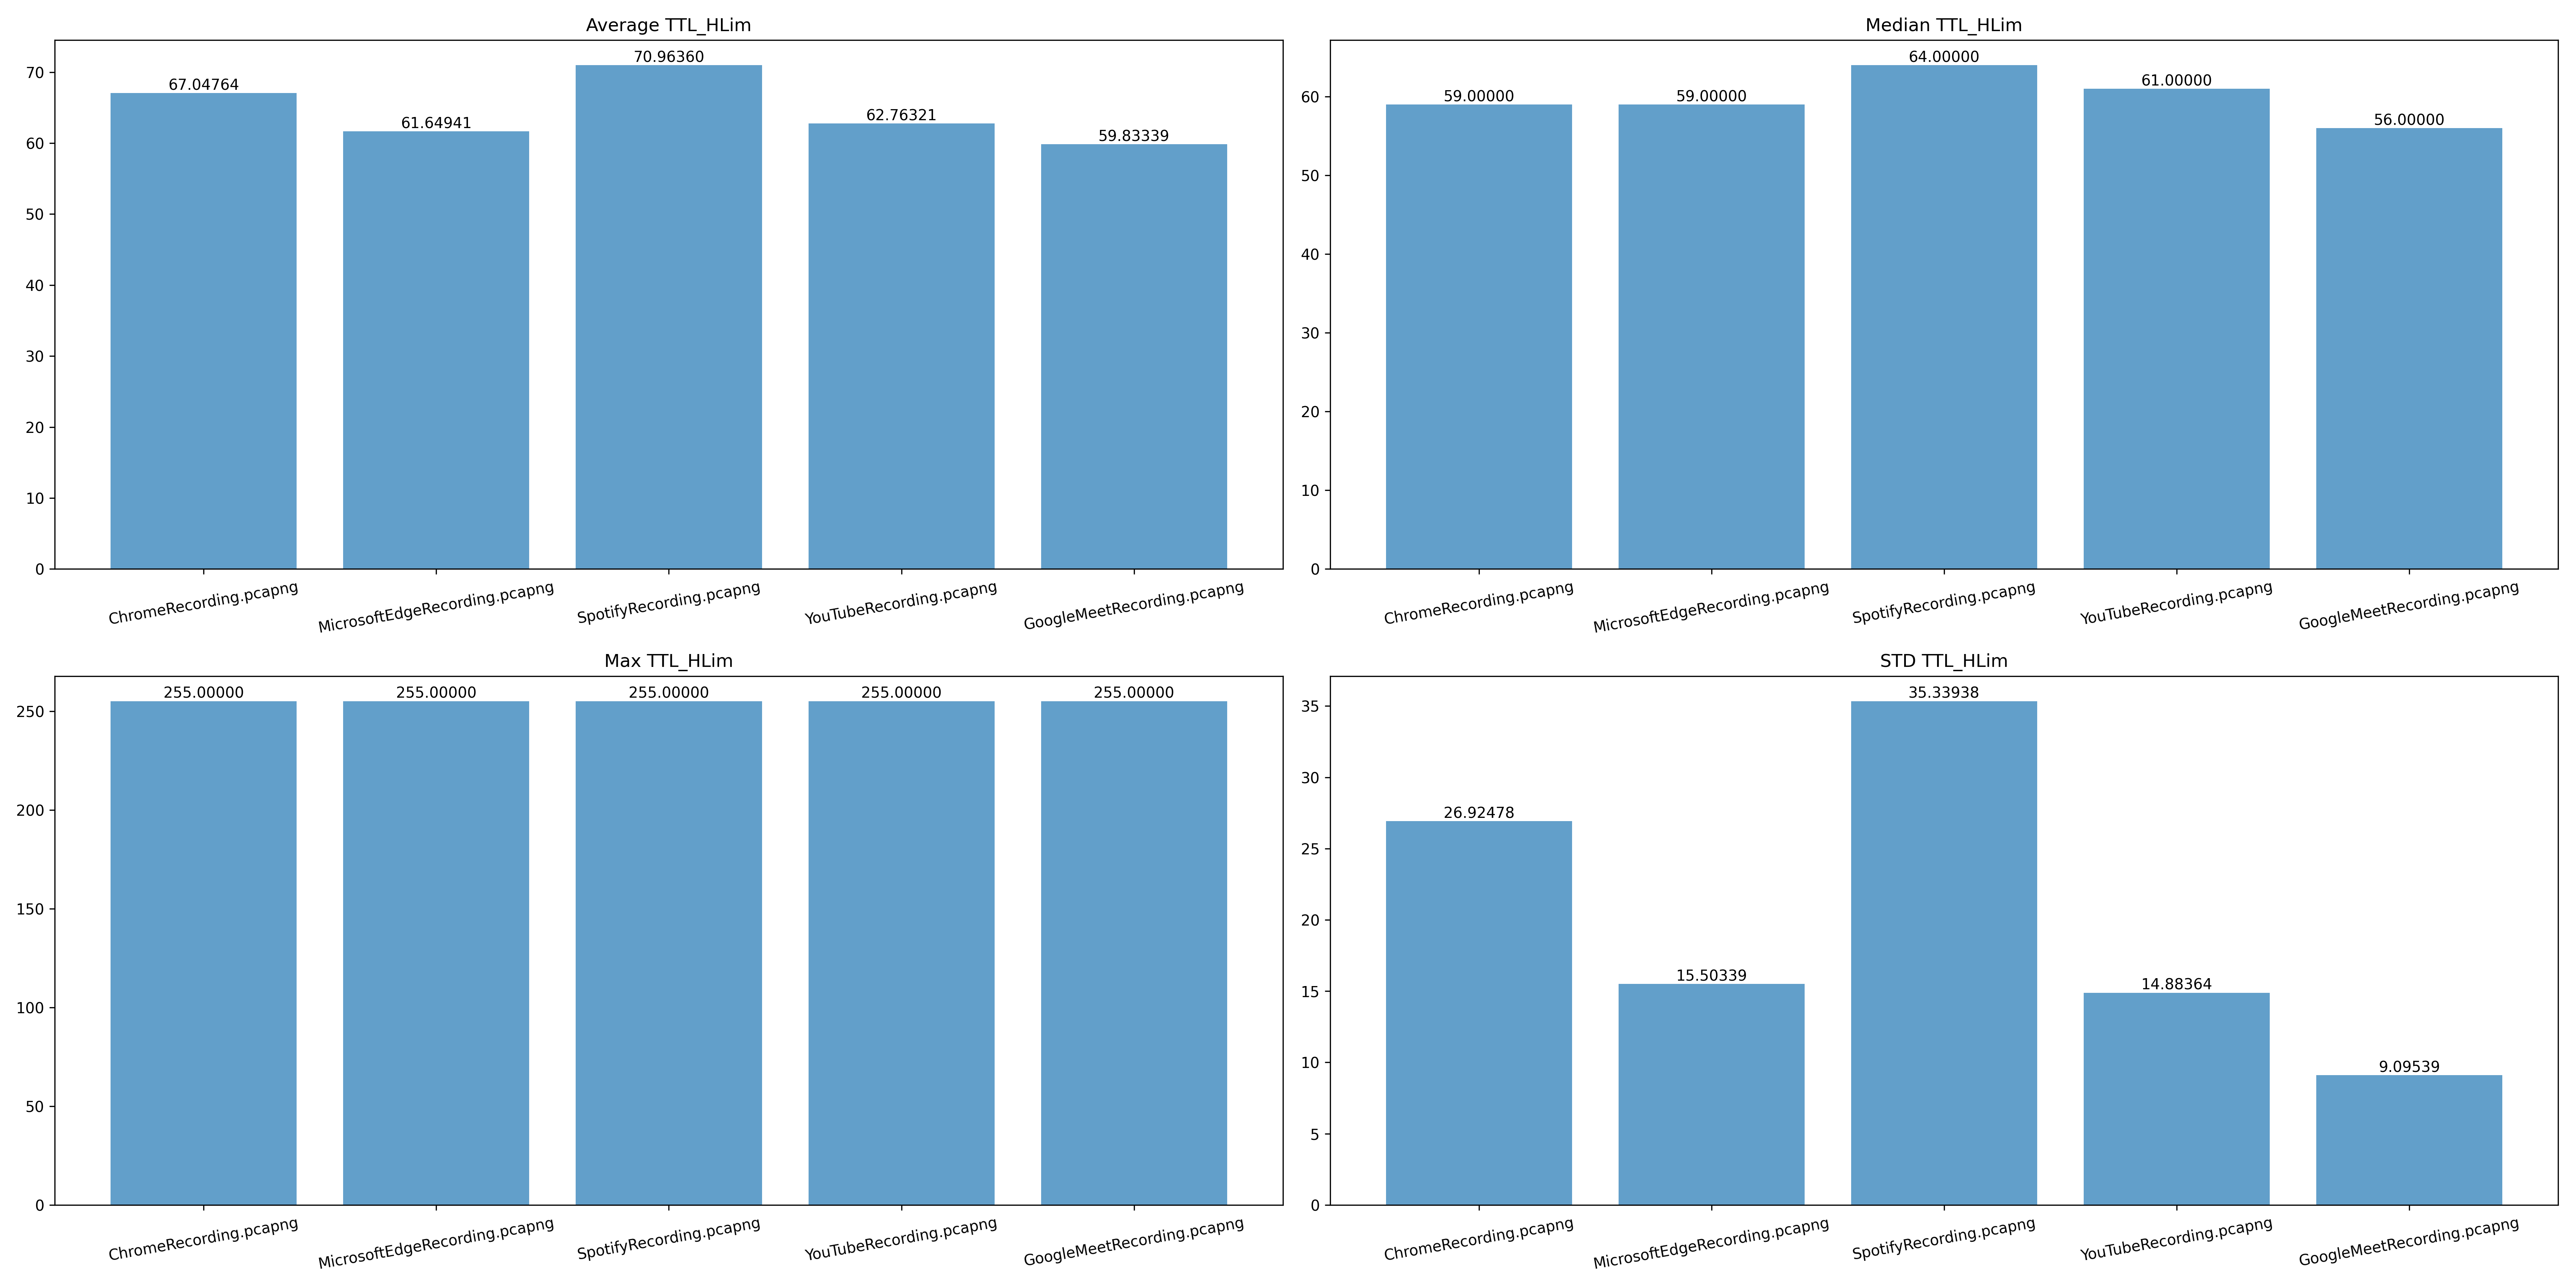 Average TTL_HLim
70
60
50
40
30
20
10
0
67.04764
61.64941
70.96360
62.76321
59.83339
ChromeRecording.pcapng
MicrosoftEdgeRecording.pcapng
SpotifyRecording.pcapng
YouTubeRecording.pcapng
GoogleMeetRecording.pcapng
Median TTL_HLim
60
50
40
30
20
10
0
59.00000
59.00000
64.00000
61.00000
56.00000
ChromeRecording.pcapng
MicrosoftEdgeRecording.pcapng
SpotifyRecording.pcapng
YouTubeRecording.pcapng
GoogleMeetRecording.pcapng
Max TTL_HLim
250
200
150
100
50
0
255.00000
255.00000
255.00000
255.00000
255.00000
ChromeRecording.pcapng
MicrosoftEdgeRecording.pcapng
SpotifyRecording.pcapng
YouTubeRecording.pcapng
GoogleMeetRecording.pcapng
STD TTL_HLim
35
30
25
20
15
10
5
0
26.92478
15.50339
35.33938
14.88364
9.09539
ChromeRecording.pcapng
MicrosoftEdgeRecording.pcapng
SpotifyRecording.pcapng
YouTubeRecording.pcapng
GoogleMeetRecording.pcapng